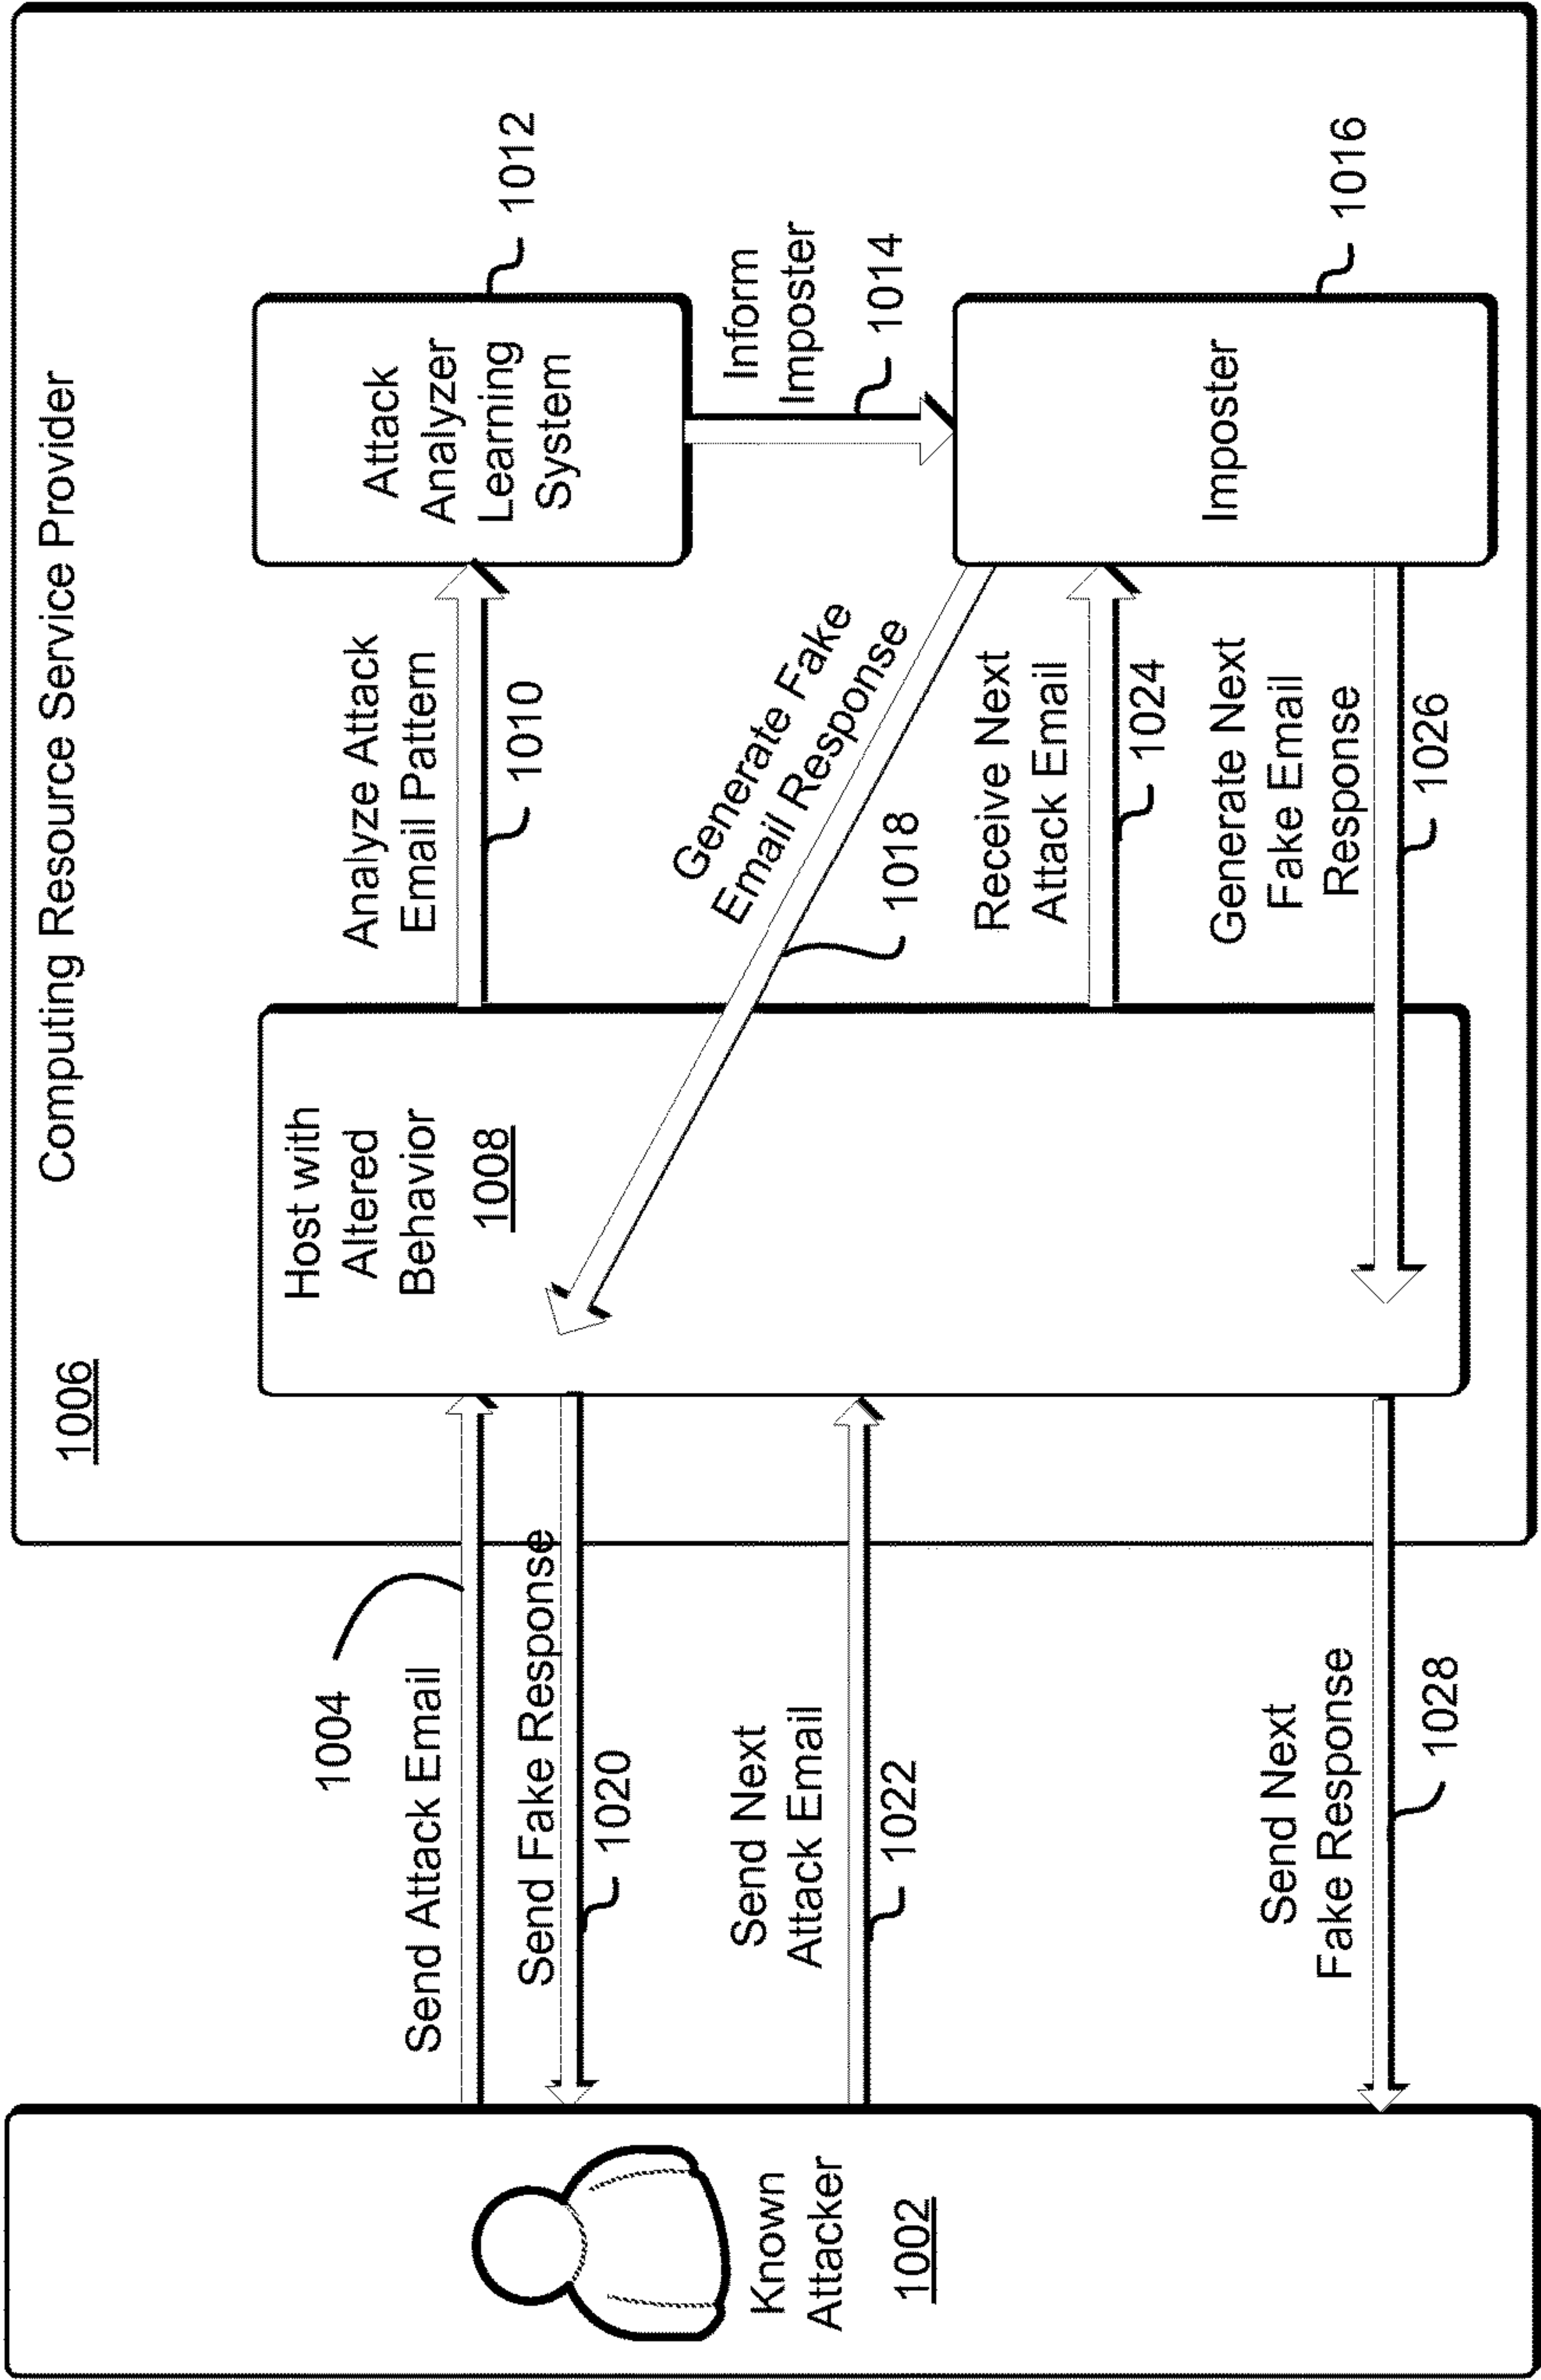 Computing Resource Service Provider
1006
Known
Attacker
1002
1004
Send Attack Email
Send Fake Response
1020
Send Next
Attack Email
1022
Send Next
Fake Response
1028
Host with
Altered
Behavior
1008
Analyze Attack
Email Pattern
1010
Generate Fake
Email Response
1018
Receive Next
Attack Email
1024
Generate Next
Fake Email
Response
1026
Attack
Analyzer
Learning
System
1012
Inform
Imposter
1014
Imposter
1016